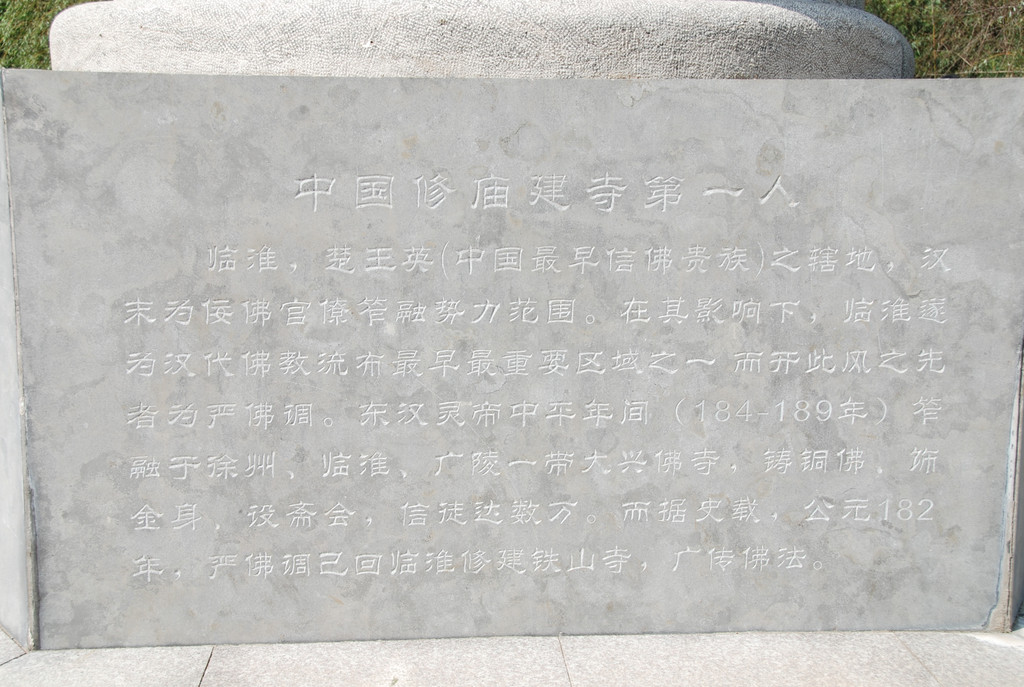 中国修庙建寺第一人
临淮，楚王英(中国最早信佛贵族)之辖地，汉
末为佞佛官僚笮融势力范围。在其影响下，临淮遂
为汉代佛教流布最早最重要区域之一 而开此风之先
者为严佛调。东汉灵帝中平年间（184-189年）笮
融于徐州、临淮、广陵一带大兴佛寺，铸铜佛、饰
金身、设斋会，信徒达数万。而据史载，公元182
年，严佛调已回临淮修建铁山寺，广传佛法。